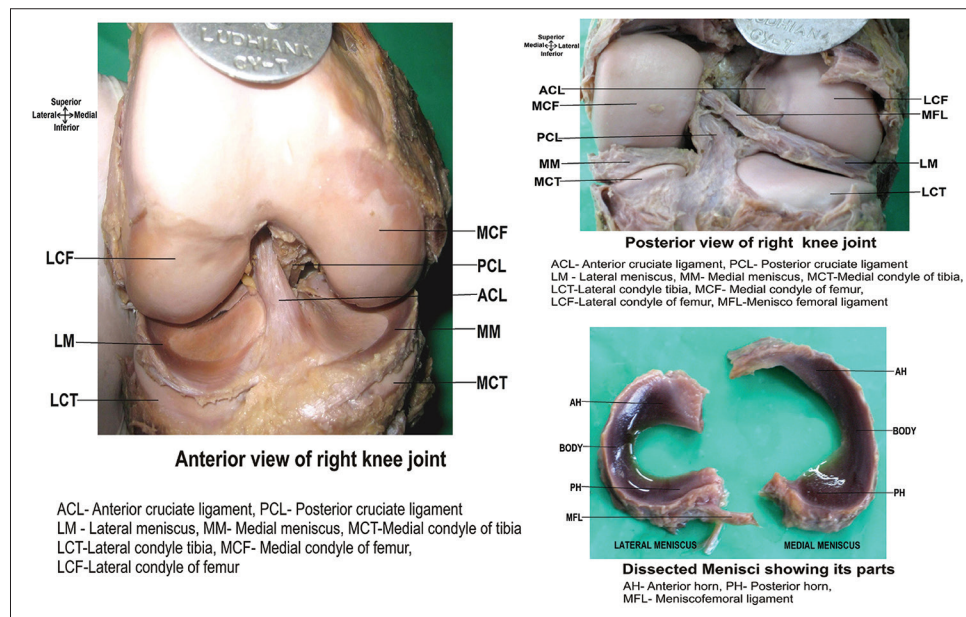 LUDHIANA
Superior
Lateral Medial
Inferior
LCF
LM
LCT
MCF
PCL
ACL
MM
MCT
Anterior view of right knee joint
ACL- Anterior cruciate ligament, PCL- Posterior cruciate ligament
LM - Lateral meniscus, MM- Medial meniscus, MCT-Medial condyle of tibia
LCT-Lateral condyle tibia, MCF- Medial condyle of femur,
LCF-Lateral condyle of femur
Superior
Medial Lateral
Inferior
ACL
MCF
PCL
MM
MCT
LCF
MFL
LM
LCT
Posterior view of right knee joint
ACL- Anterior cruciate ligament, PCL- Posterior cruciate ligament
LM - Lateral meniscus, MM- Medial meniscus, MCT-Medial condyle of tibia,
LCT-Lateral condyle tibia, MCF- Medial condyle of femur,
LCF-Lateral condyle of femur, MFL-Menisco femoral ligament
AH
BODY
PH
MFL
AH
BODY
PH
LATERAL MENISCUS MEDIAL MENISCUS
Dissected Menisci showing its parts
AH- Anterior horn, PH- Posterior horn,
MFL- Meniscofemoral ligament